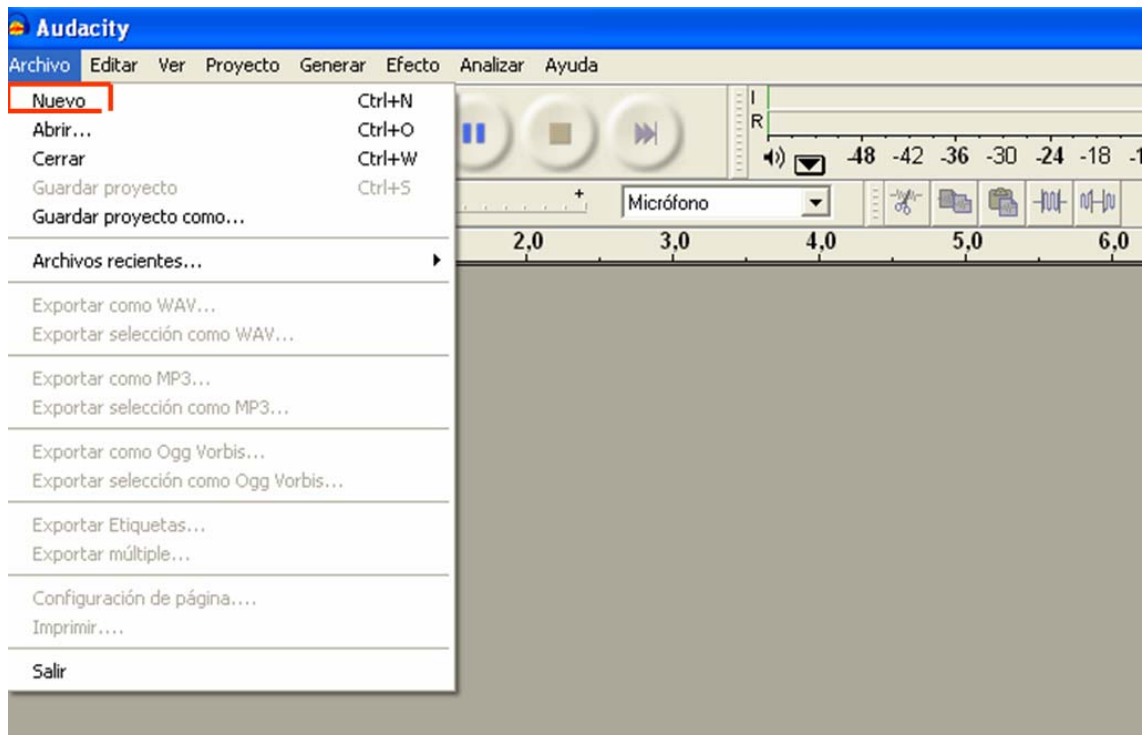 Audacity
Archivo Editar Ver Proyecto Generar Efecto Analizar Ayuda
Nuevo Ctrl+N
Abrir... Ctrl+O
Cerrar Ctrl+W
Guardar proyecto Ctrl+S
Guardar proyecto como...
Archivos recientes...
Exportar como WAV...
Exportar selección como WAV...
Exportar como MP3...
Exportar selección como MP3...
Exportar como Ogg Vorbis...
Exportar selección como Ogg Vorbis...
Exportar Etiquetas...
Exportar múltiple...
Configuración de página....
Imprimir....
Salir
I
R
-48 -42 -36 -30 -24 -18 -1
+
Micrófono
2,0 3,0 4,0 5,0 6,0